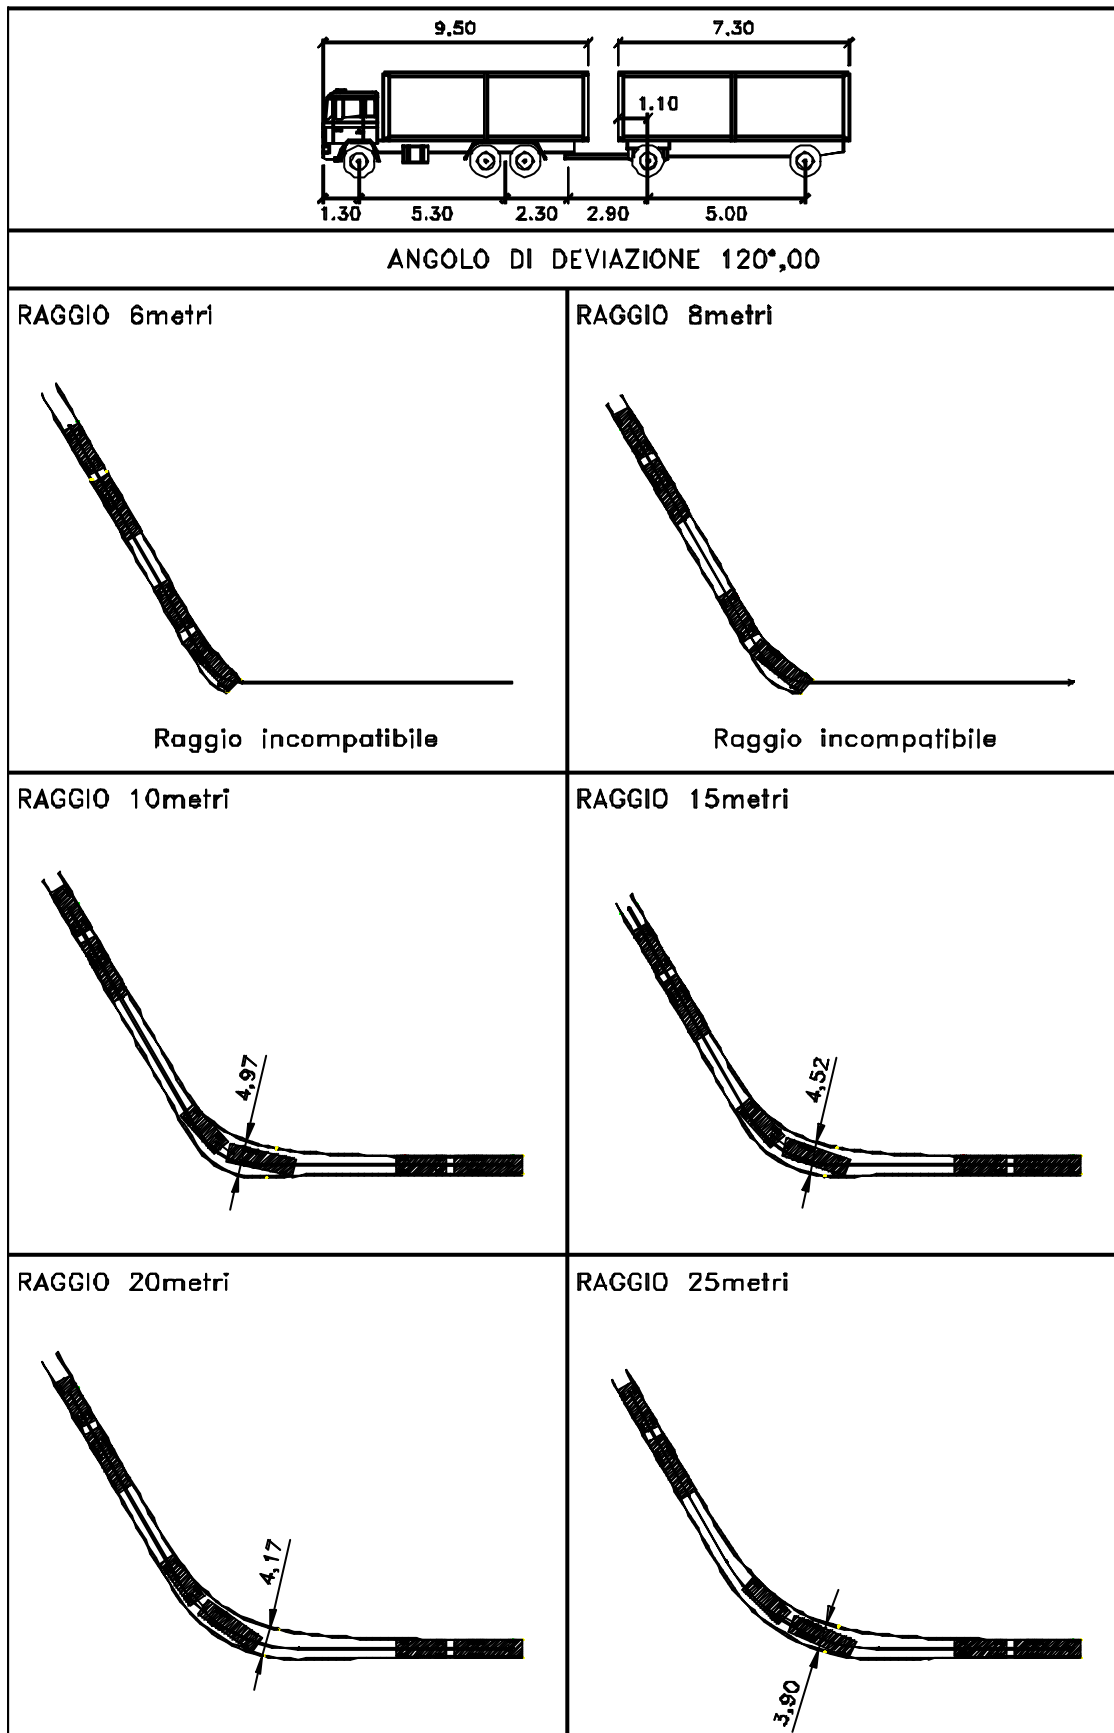 9,50 7,30
1.10
1.30 5.30 2.30 2.90 5.00
ANGOLO DI DEVIAZIONE 120°,00
RAGGIO 6metri
Raggio incompatibile
RAGGIO 8metri
Raggio incompatibile
RAGGIO 10metri
4,97
RAGGIO 15metri
4,52
RAGGIO 20metri
4,17
RAGGIO 25metri
3,90